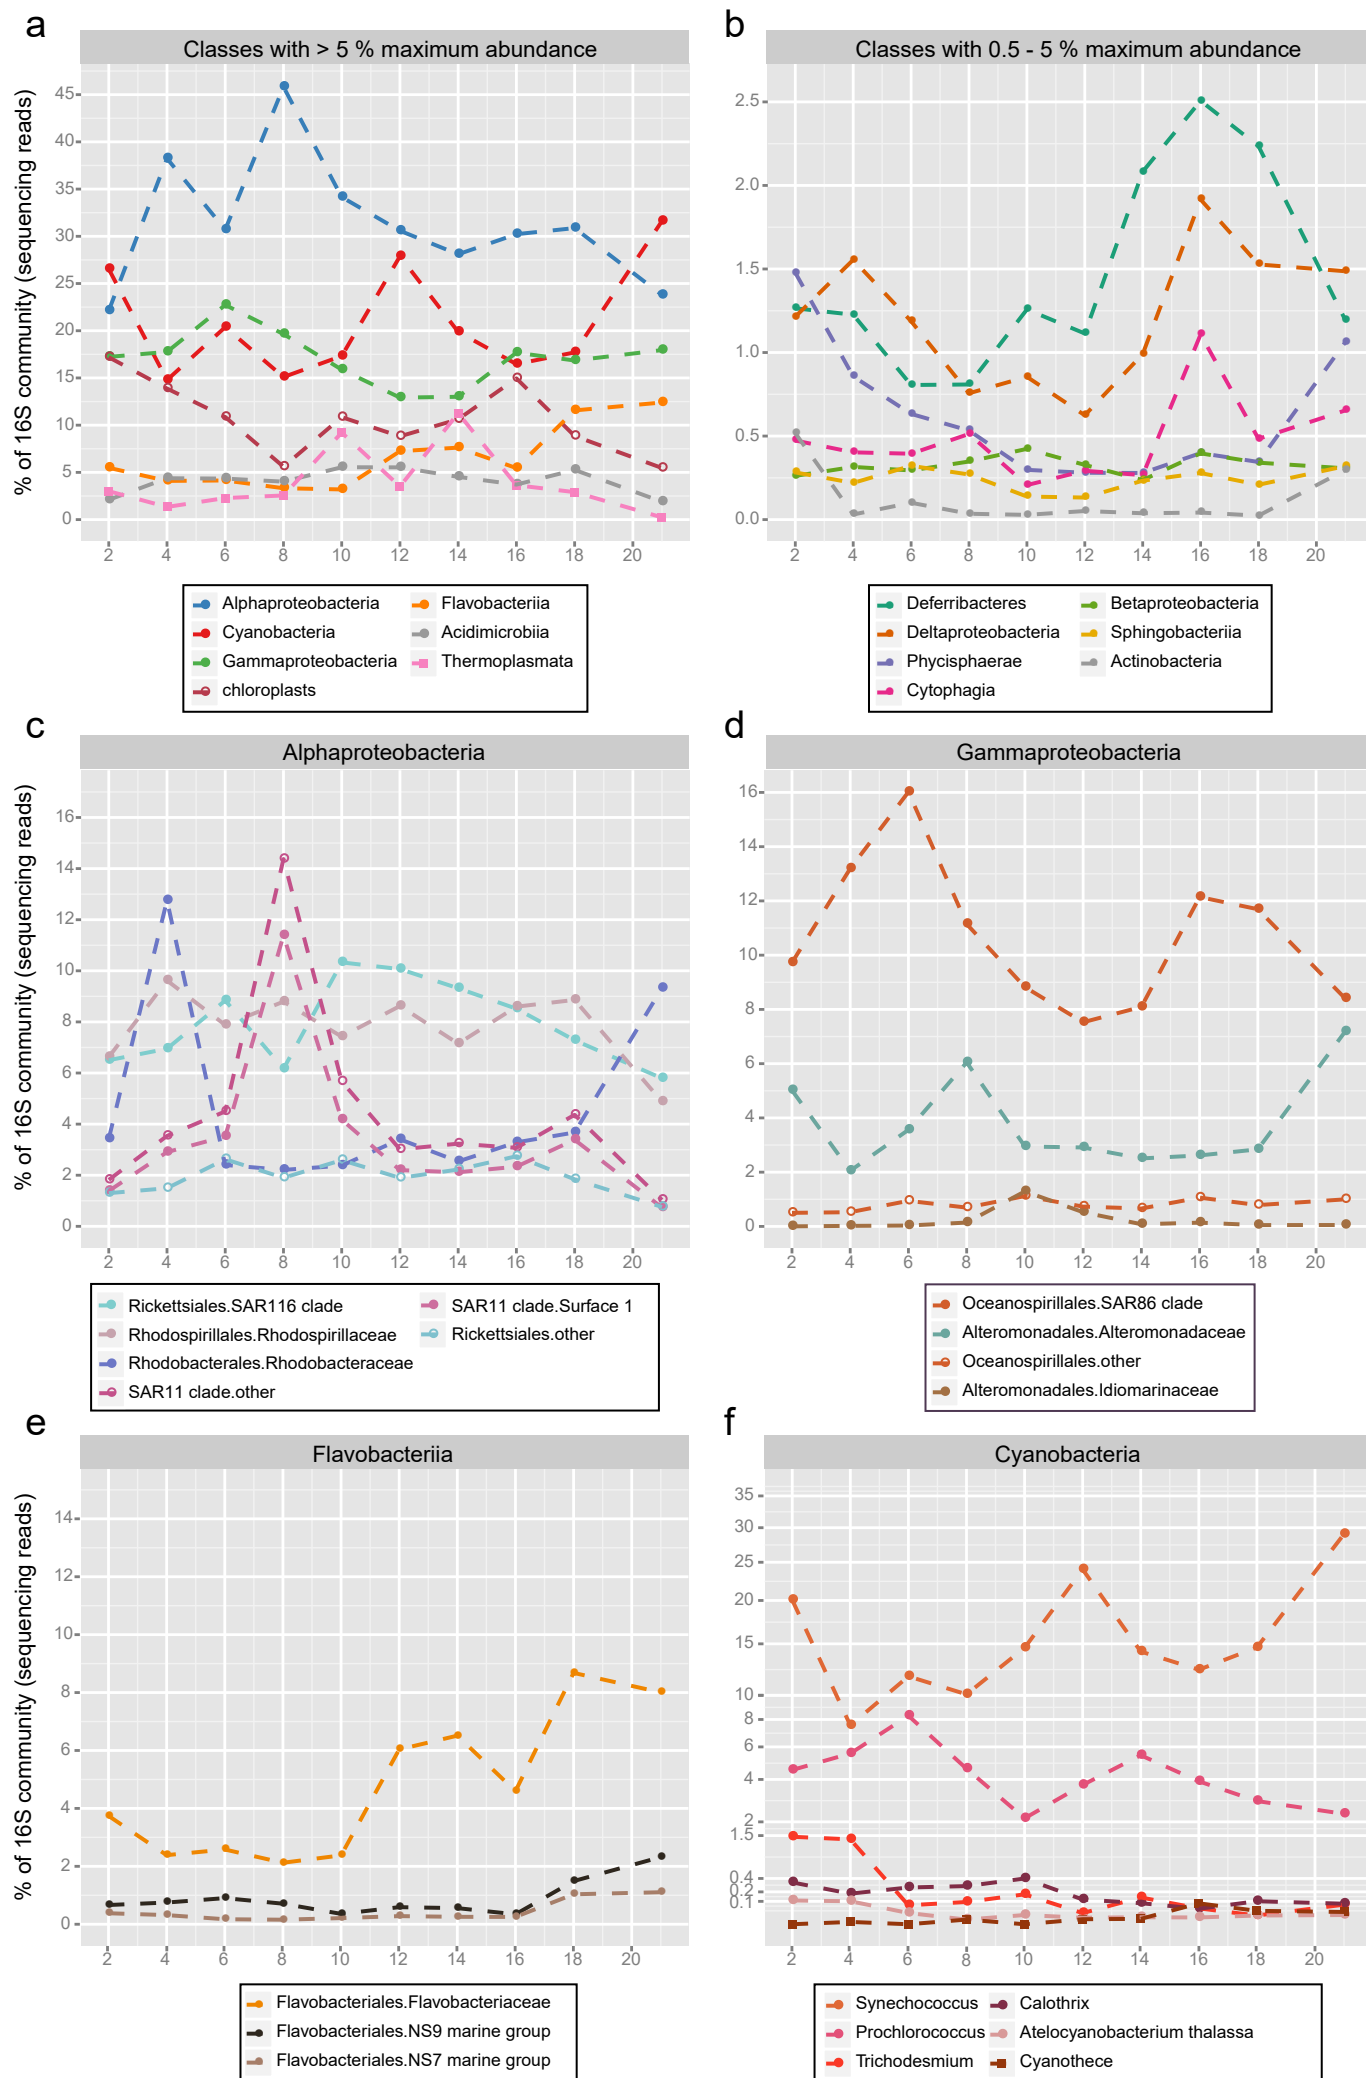 a
Classes with > 5 % maximum abundance
% of 16S community (sequencing reads)
45
40
35
30
25
20
15
10
5
0
2 4 6 8 10 12 14 16 18 20
Alphaproteobacteria
Cyanobacteria
Gammaproteobacteria
chloroplasts
Flavobacteriia
Acidimicrobiia
Thermoplasmata
b
Classes with 0.5 - 5 % maximum abundance
2.5
2.0
1.5
1.0
0.5
0.0
2 4 6 8 10 12 14 16 18 20
Deferribacteres
Deltaproteobacteria
Phycisphaerae
Cytophagia
Betaproteobacteria
Sphingobacteriia
Actinobacteria
c
Alphaproteobacteria
% of 16S community (sequencing reads)
16
14
12
10
8
6
4
2
0
2 4 6 8 10 12 14 16 18 20
Rickettsiales.SAR116 clade
Rhodospirillales.Rhodospirillaceae
Rhodobacterales.Rhodobacteraceae
SAR11 clade.other
SAR11 clade.Surface 1
Rickettsiales.other
d
Gammaproteobacteria
16
14
12
10
8
6
4
2
0
2 4 6 8 10 12 14 16 18 20
Oceanospirillales.SAR86 clade
Alteromonadales.Alteromonadaceae
Oceanospirillales.other
Alteromonadales.Idiomarinaceae
e
Flavobacteriia
% of 16S community (sequencing reads)
14
12
10
8
6
4
2
0
2 4 6 8 10 12 14 16 18 20
Flavobacteriales.Flavobacteriaceae
Flavobacteriales.NS9 marine group
Flavobacteriales.NS7 marine group
f
Cyanobacteria
35
30
25
20
15
10
8
6
4
2
1.5
0.4
0.2
0.1
2 4 6 8 10 12 14 16 18 20
Synechococcus
Prochlorococcus
Trichodesmium
Calothrix
Atelocyanobacterium thalassa
Cyanothece